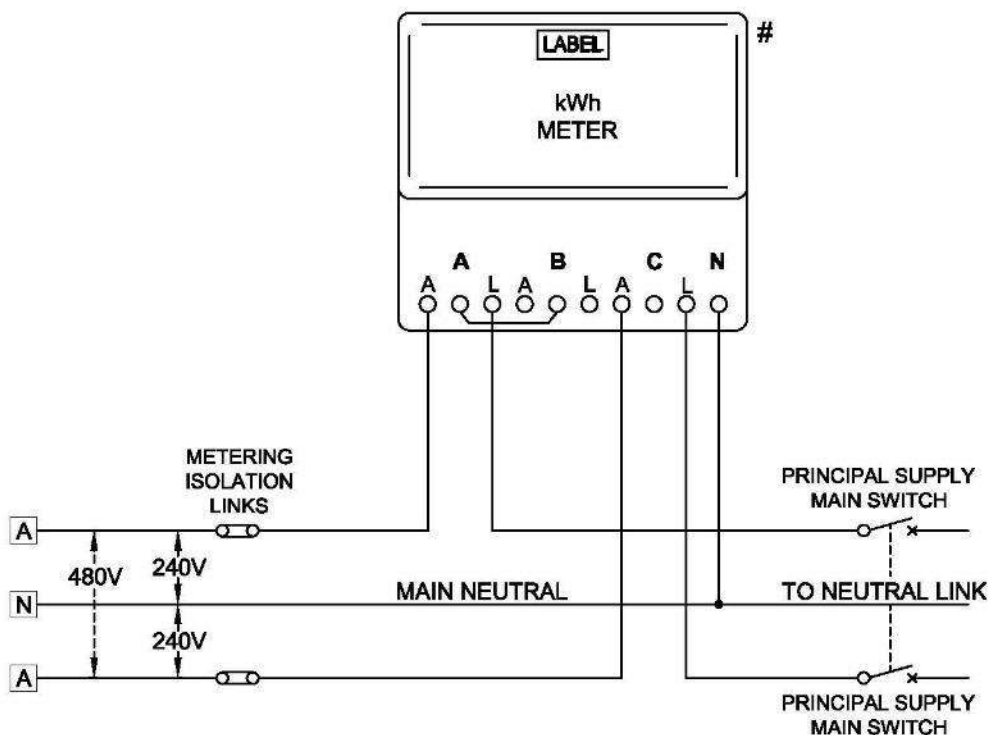 #
LABEL
kWh
METER
A B C N
A L A L A L
METERING
ISOLATION
LINKS
PRINCIPAL SUPPLY
MAIN SWITCH
A
480V
240V
N
MAIN NEUTRAL
TO NEUTRAL LINK
240V
A
PRINCIPAL SUPPLY
MAIN SWITCH